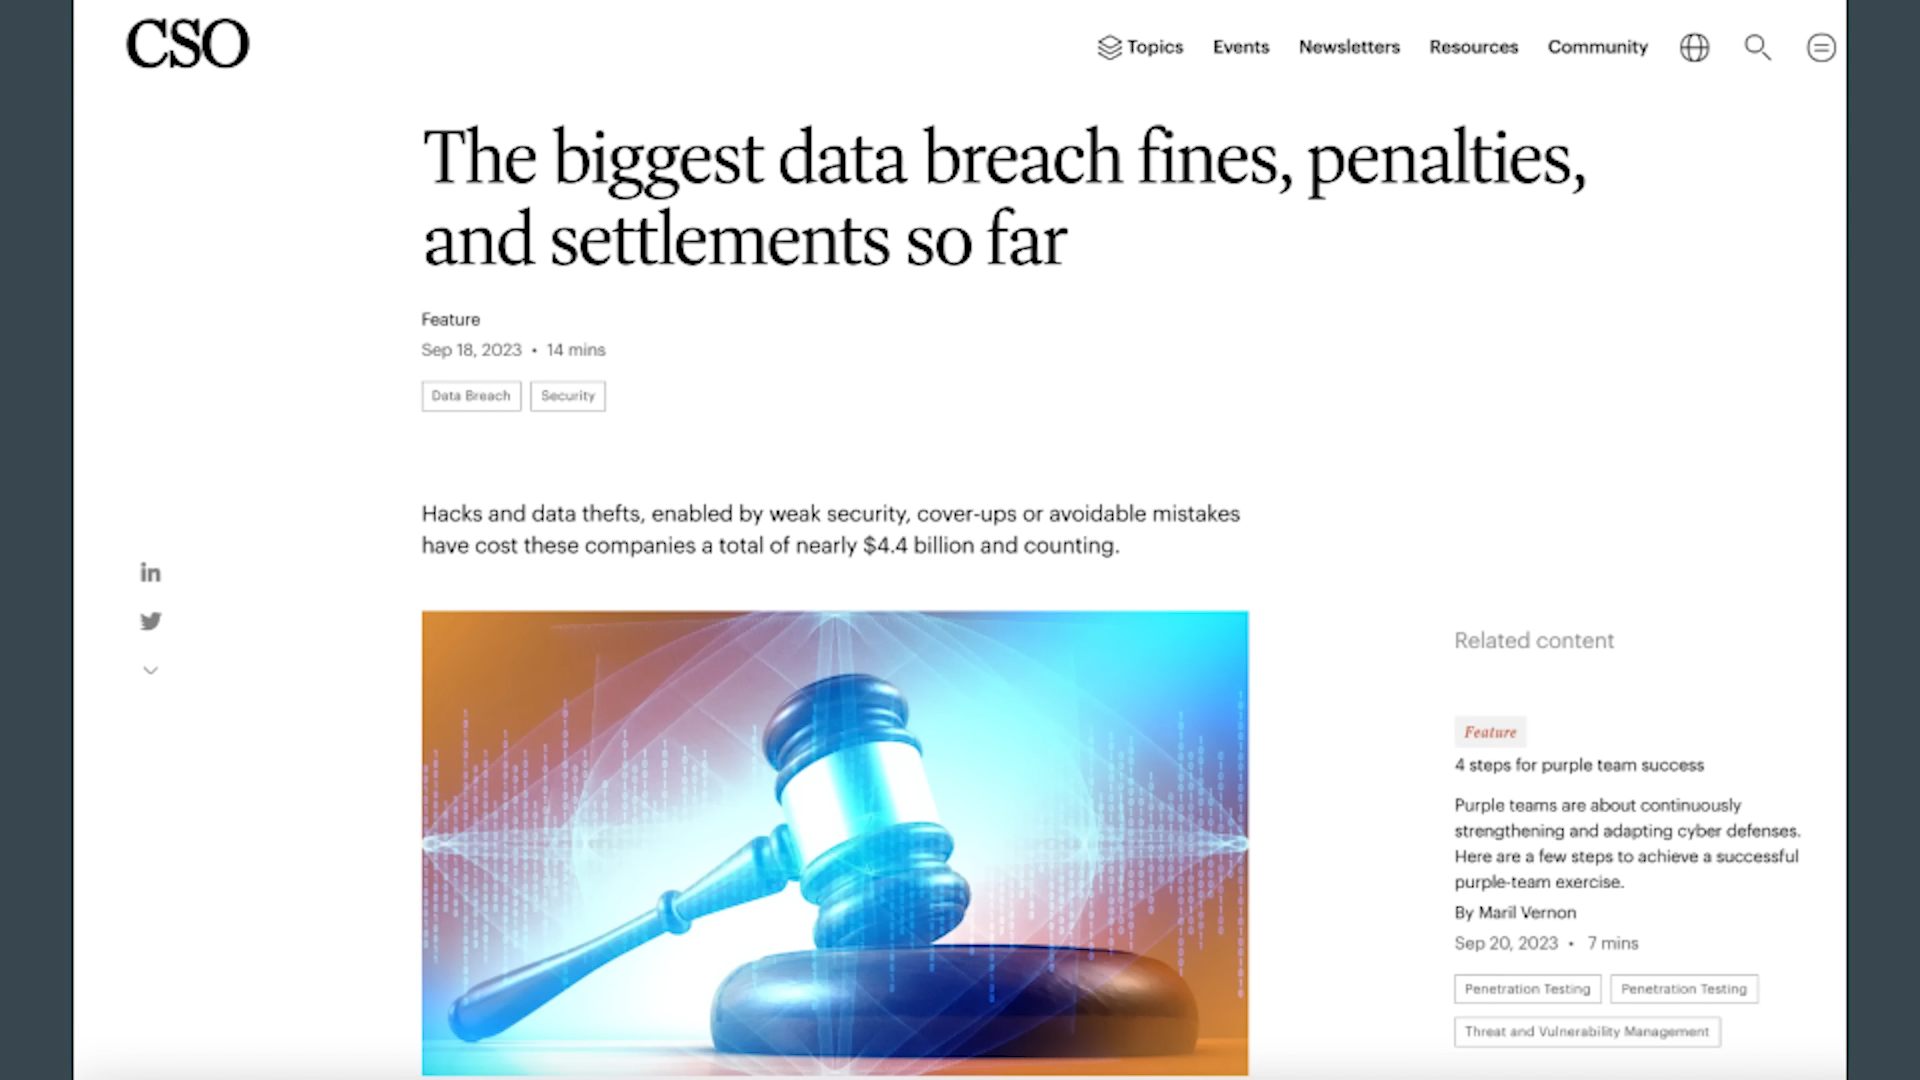 CSO
Topics Events Newsletters Resources Community
The biggest data breach fines, penalties,
and settlements so far
Feature
Sep 18, 2023 • 14 mins
Data Breach Security
Hacks and data thefts, enabled by weak security, cover-ups or avoidable mistakes
have cost these companies a total of nearly $4.4 billion and counting.
in
Related content
Feature
4 steps for purple team success
Purple teams are about continuously
strengthening and adapting cyber defenses.
Here are a few steps to achieve a successful
purple-team exercise.
By Maril Vernon
Sep 20, 2023 • 7 mins
Penetration Testing Penetration Testing
Threat and Vulnerability Management